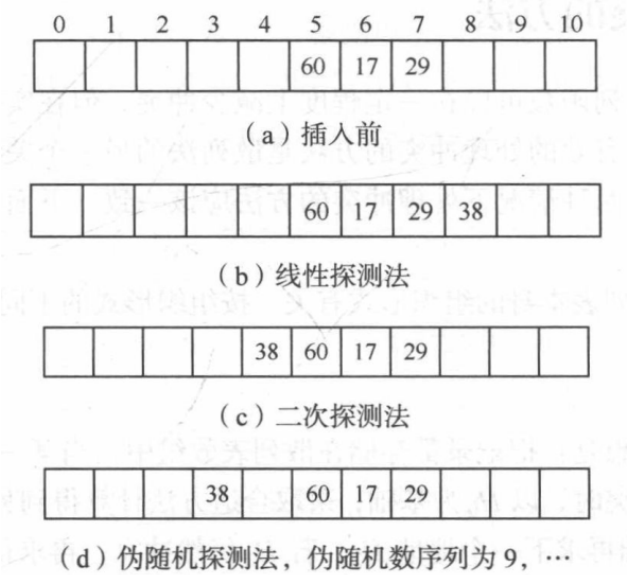 0 1 2 3 4 5 6 7 8 9 10
60 17 29
(a)插入前
60 17 29 38
(b)线性探测法
38 60 17 29
(c)二次探测法
38 60 17 29
(d)伪随机探测法,伪随机数序列为 9,…